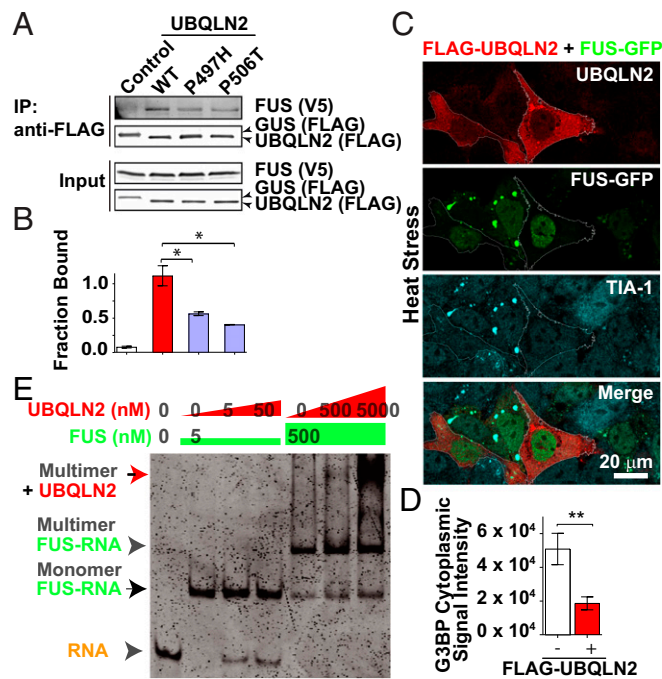 A
UBQLN2
Control
WT
P497H
P506T
IP:
anti-FLAG
FUS (V5)
GUS (FLAG)
UBQLN2 (FLAG)
Input
FUS (V5)
GUS (FLAG)
UBQLN2 (FLAG)
B
Fraction Bound
1.0
0.5
0.0
*
*
C
FLAG-UBQLN2 + FUS-GFP
Heat Stress
UBQLN2
FUS-GFP
TIA-1
Merge
20 µm
D
G3BP Cytoplasmic
Signal Intensity
6 x 10⁴
4 x 10⁴
2 x 10⁴
0 x 10⁴
**
- +
FLAG-UBQLN2
E
UBQLN2 (nM) 0 0 5 50 0 500 5000
FUS (nM) 0 5 500
Multimer
+ UBQLN2
Multimer
FUS-RNA
Monomer
FUS-RNA
RNA